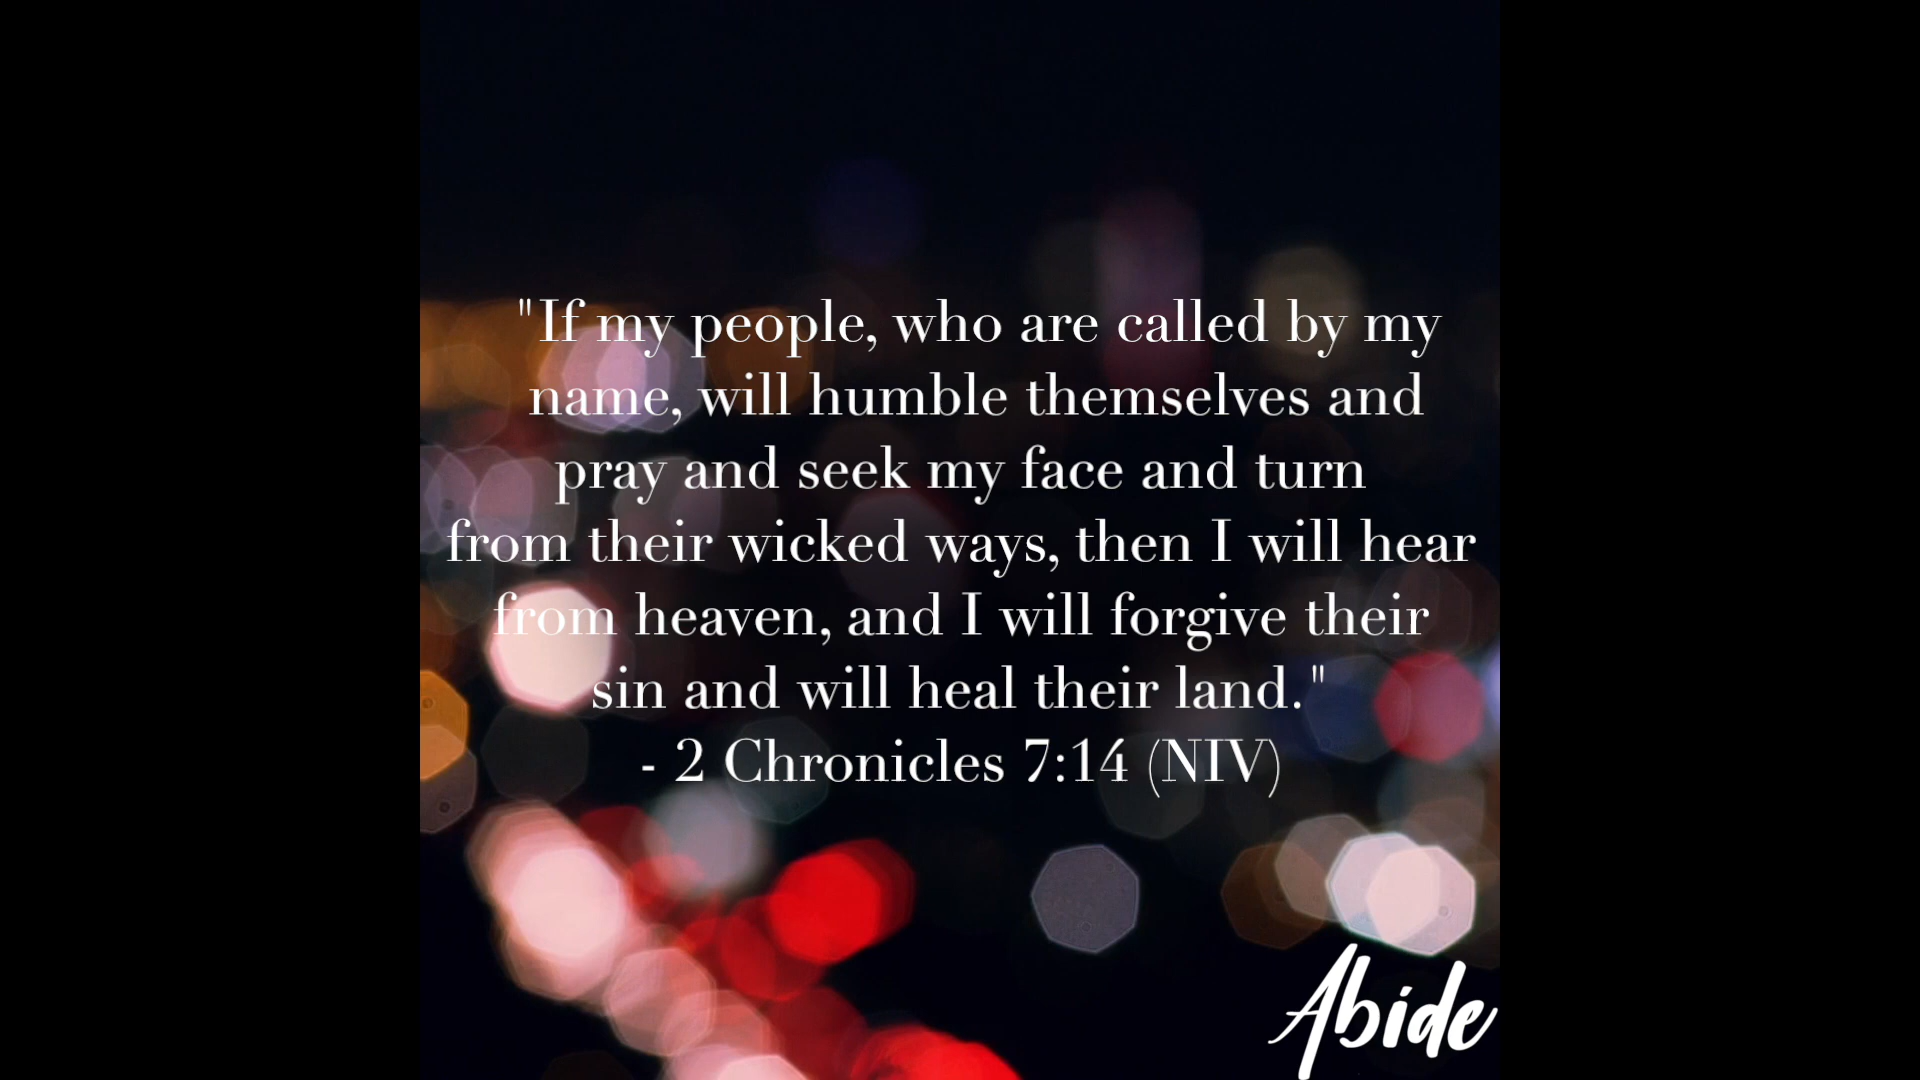 "If my people, who are called by my
name, will humble themselves and
pray and seek my face and turn
from their wicked ways, then I will hear
from heaven, and I will forgive their
sin and will heal their land."
- 2 Chronicles 7:14 (NIV)
Abide